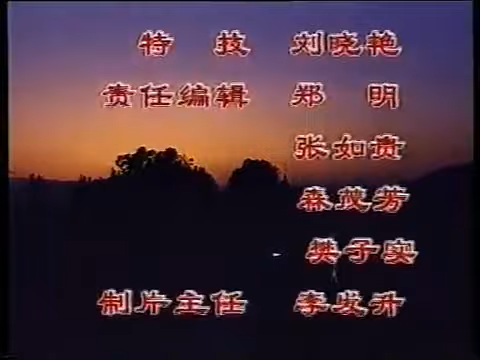 特 技 刘晓艳
责任编辑 郑 明
张如贵
森茂芳
樊子实
制片主任 李发升